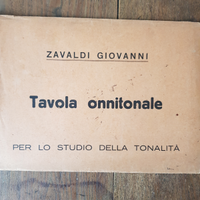 ZAVALDI GIOVANNI
Tavola onnitonale
PER LO STUDIO DELLA TONALITÀ